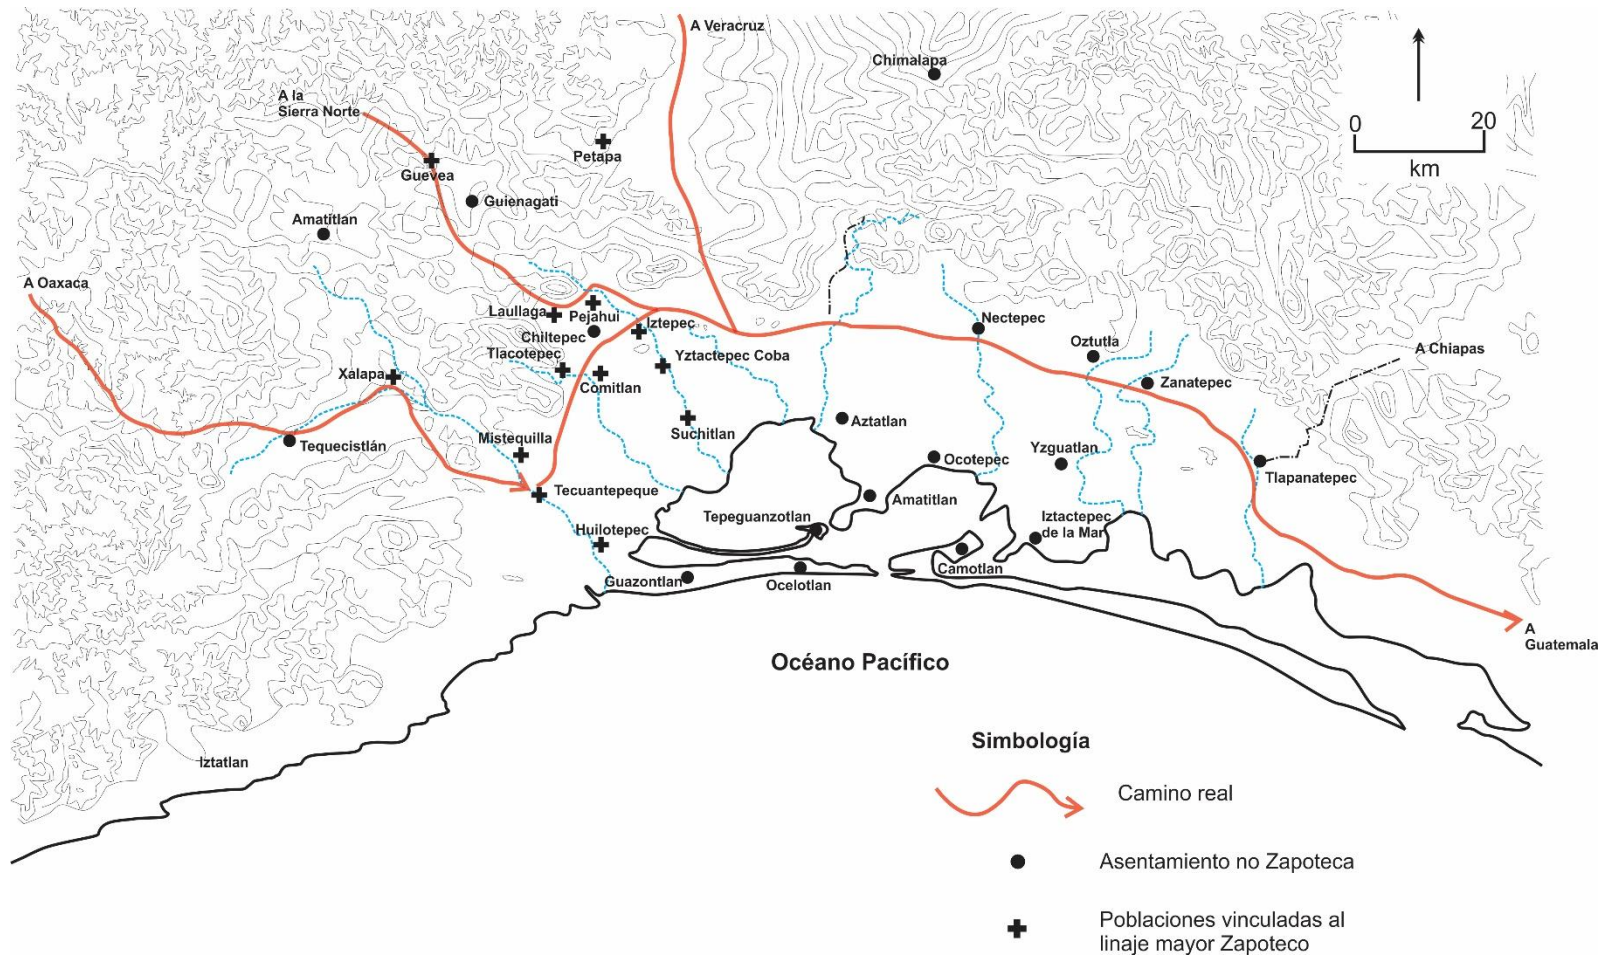 A Veracruz
Chimalapa
A la
Sierra Norte
0 20
km
Petapa
Guevea
Guienagati
Amatítlan
A Oaxaca
Laullaga
Pejahui
Iztepec
Nectepec
Chiltepec
Oztutla
Tlacotepec
Yztactepec Coba
A Chiapas
Xalapa
Comitlan
Zanatepec
Aztatlan
Suchitlan
Mistequilla
Tequecistlán
Ocotepec
Yzguatlan
Tlapanatepec
Tecuantepeque
Amatitlan
Tepeguanzotlan
Iztactepec
de la Mar
Huilotepec
Camotlan
Guazontlan
Ocelotlan
A
Guatemala
Océano Pacífico
Iztatlan
Simbología
Camino real
Asentamiento no Zapoteca
Poblaciones vinculadas al
linaje mayor Zapoteco